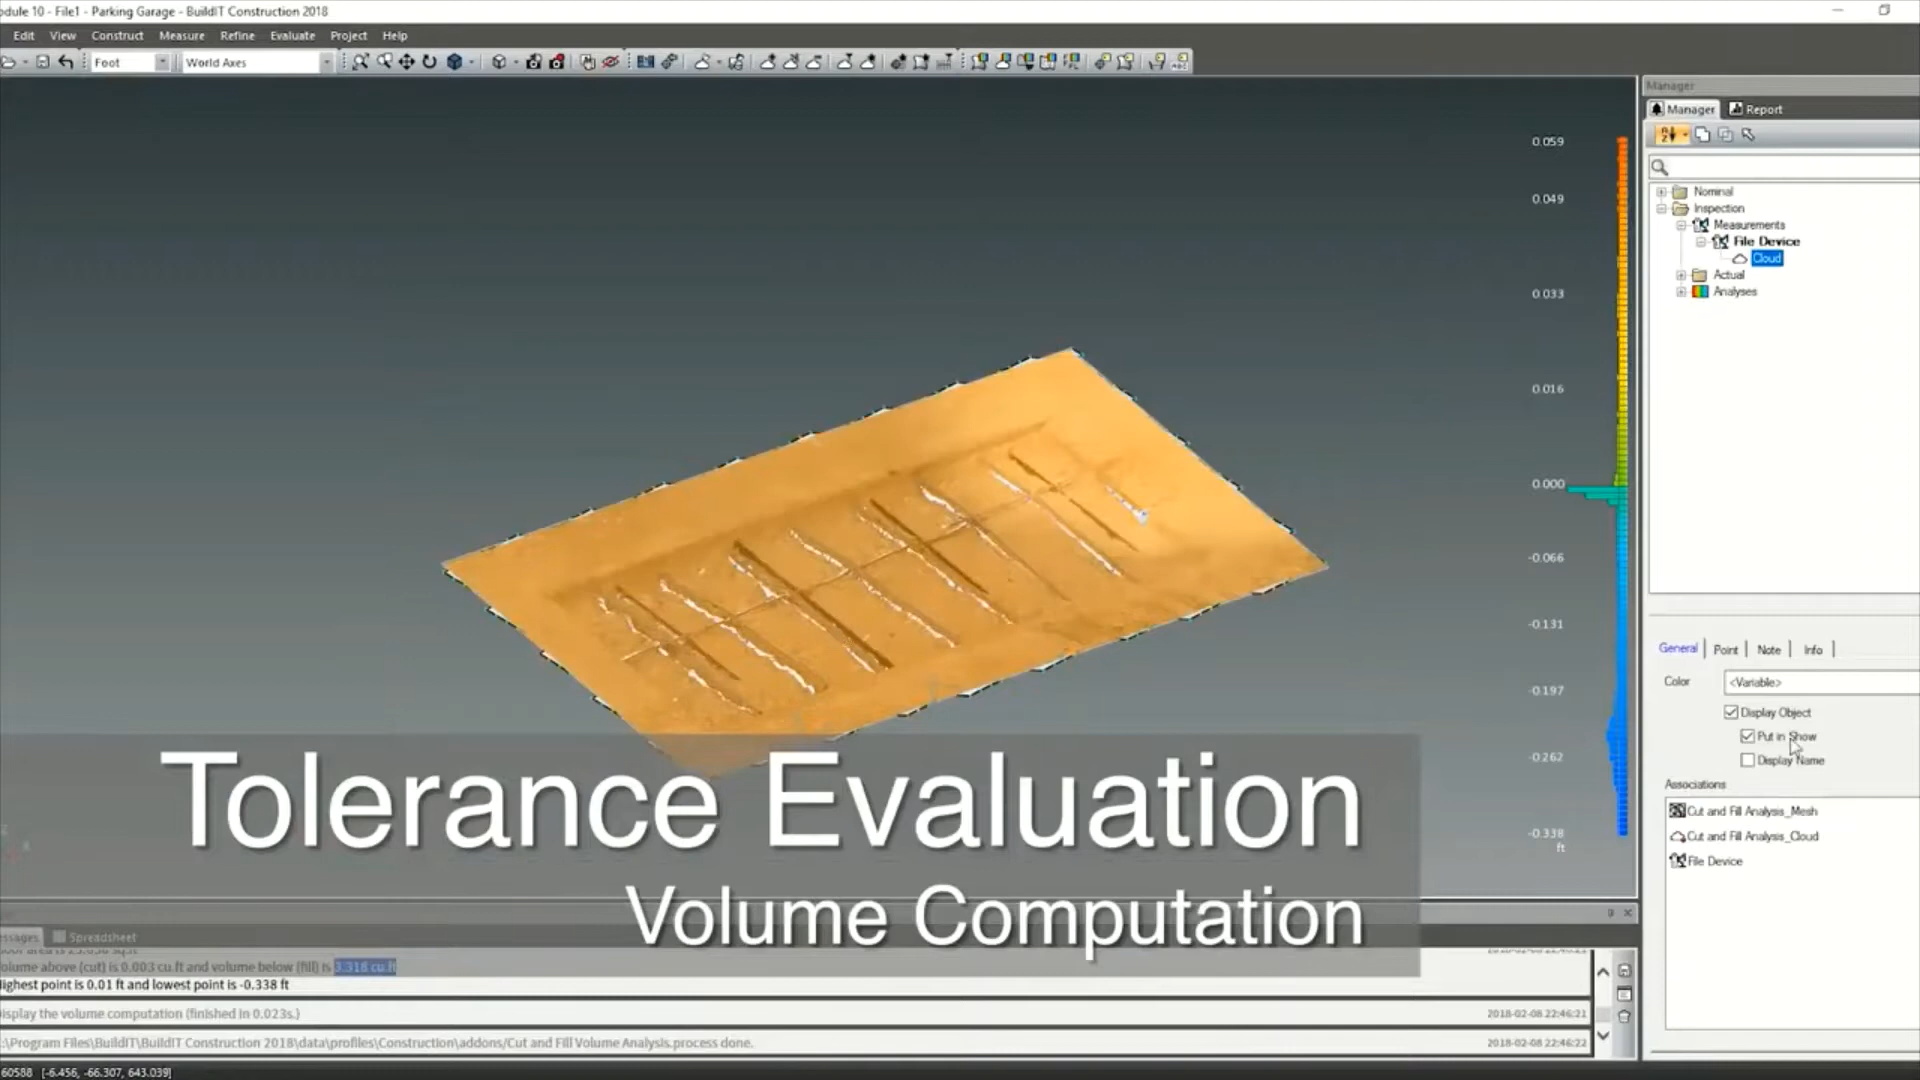 odule 10 - File1 - Parking Garage - BuildIT Construction 2018
Edit View Construct Measure Refine Evaluate Project Help
Foot World Axes
Manager
Manager Report
Nominal
Inspection
Measurements
File Device
Cloud
Actual
Analyses
0.059
0.049
0.033
0.016
0.000
-0.066
-0.131
-0.197
-0.262
-0.338
ft
General Point Note Info
Color <Variable>
Display Object
Put in Show
Display Name
Associations
Cut and Fill Analysis_Mesh
Cut and Fill Analysis_Cloud
File Device
Tolerance Evaluation
Volume Computation
essages Spreadsheet
olume above (cut) is 0.003 cu.ft and volume below (fill) is 3.318 cu.ft
ighest point is 0.01 ft and lowest point is -0.338 ft
isplay the volume computation (finished in 0.023s.) 2018-02-08 22:46:21
:\Program Files\BuildIT\BuildIT Construction 2018\data\profiles\Construction\addons/Cut and Fill Volume Analysis.process done. 2018-02-08 22:46:22
60588 [-6.456, -66.307, 643.039]